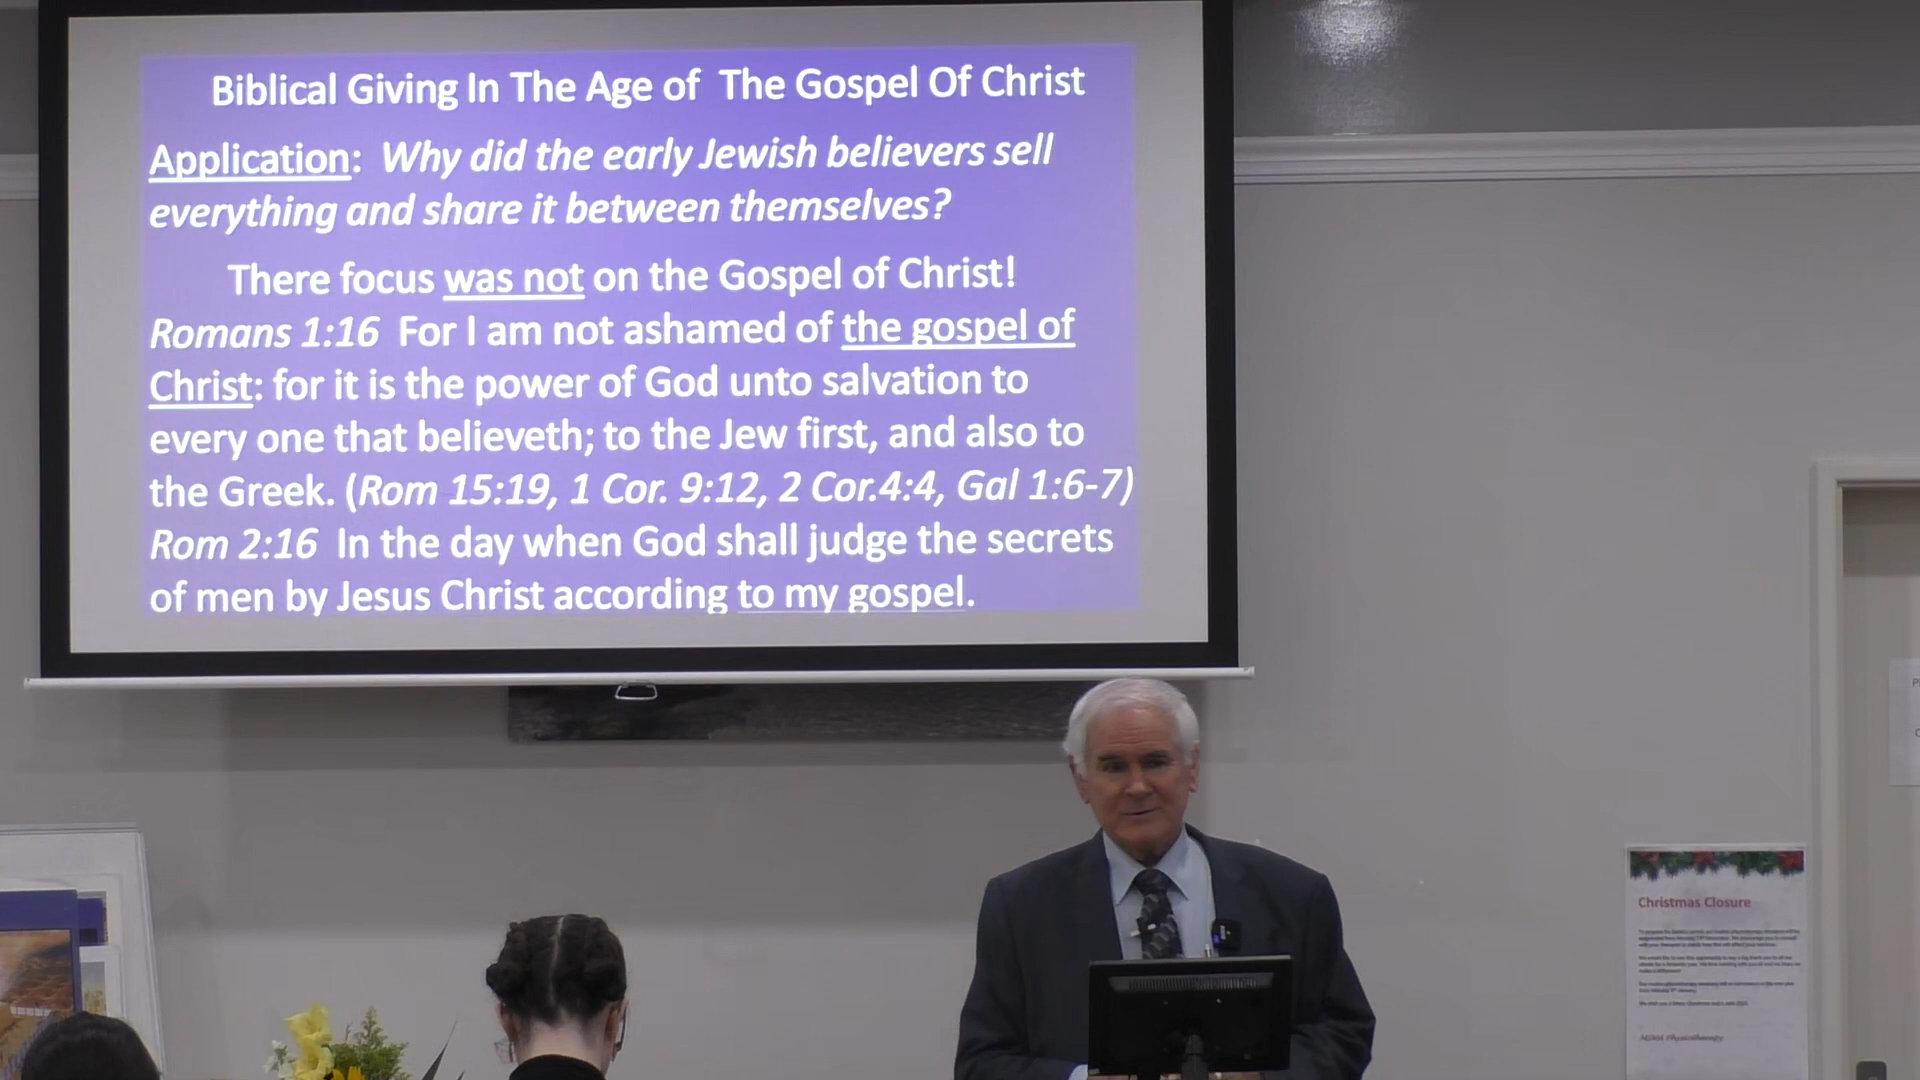 Biblical Giving In The Age of The Gospel Of Christ
Application: Why did the early Jewish believers sell
everything and share it between themselves?
There focus was not on the Gospel of Christ!
Romans 1:16 For I am not ashamed of the gospel of
Christ: for it is the power of God unto salvation to
every one that believeth; to the Jew first, and also to
the Greek. (Rom 15:19, 1 Cor. 9:12, 2 Cor.4:4, Gal 1:6-7)
Rom 2:16 In the day when God shall judge the secrets
of men by Jesus Christ according to my gospel.
Christmas Closure